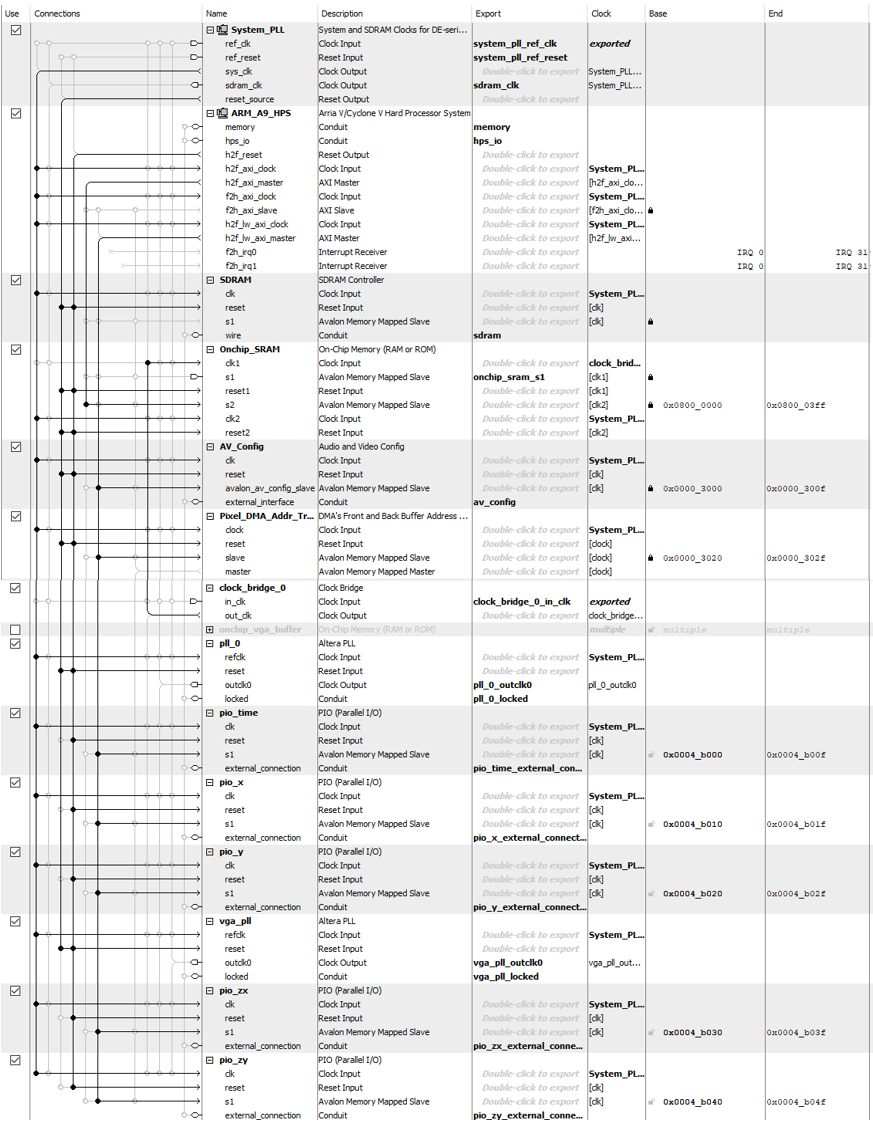 Use Connections Name Description Export Clock Base End
System_PLL System and SDRAM Clocks for DE-seri...
ref_clk Clock Input system_pll_ref_clk exported
ref_reset Reset Input system_pll_ref_reset
sys_clk Clock Output Double-click to export System_PLL...
sdram_clk Clock Output sdram_clk System_PLL...
reset_source Reset Output Double-click to export
ARM_A9_HPS Arria V/Cyclone V Hard Processor System
memory Conduit memory
hps_io Conduit hps_io
h2f_reset Reset Output Double-click to export
h2f_axi_clock Clock Input Double-click to export System_PL...
h2f_axi_master AXI Master Double-click to export [h2f_axi_clo...
f2h_axi_clock Clock Input Double-click to export System_PL...
f2h_axi_slave AXI Slave Double-click to export [f2h_axi_clo...
h2f_lw_axi_clock Clock Input Double-click to export System_PL...
h2f_lw_axi_master AXI Master Double-click to export [h2f_lw_axi...
f2h_irq0 Interrupt Receiver Double-click to export IRQ 0 IRQ 31
f2h_irq1 Interrupt Receiver Double-click to export IRQ 0 IRQ 31
SDRAM SDRAM Controller
clk Clock Input Double-click to export System_PL...
reset Reset Input Double-click to export [clk]
s1 Avalon Memory Mapped Slave Double-click to export [clk]
wire Conduit sdram
Onchip_SRAM On-Chip Memory (RAM or ROM)
clk1 Clock Input Double-click to export clock_brid...
s1 Avalon Memory Mapped Slave onchip_sram_s1 [clk1]
reset1 Reset Input Double-click to export [clk1]
s2 Avalon Memory Mapped Slave Double-click to export [clk2] 0x0800_0000 0x0800_03ff
clk2 Clock Input Double-click to export System_PL...
reset2 Reset Input Double-click to export [clk2]
AV_Config Audio and Video Config
clk Clock Input Double-click to export System_PL...
reset Reset Input Double-click to export [clk]
avalon_av_config_slave Avalon Memory Mapped Slave Double-click to export [clk] 0x0000_3000 0x0000_300f
external_interface Conduit av_config
Pixel_DMA_Addr_Tr... DMA's Front and Back Buffer Address ...
clock Clock Input Double-click to export System_PL...
reset Reset Input Double-click to export [clock]
slave Avalon Memory Mapped Slave Double-click to export [clock] 0x0000_3020 0x0000_302f
master Avalon Memory Mapped Master Double-click to export [clock]
clock_bridge_0 Clock Bridge
in_clk Clock Input clock_bridge_0_in_clk exported
out_clk Clock Output Double-click to export clock_bridge...
onchip_vga_buffer On-Chip Memory (RAM or ROM) multiple multiple multiple
pll_0 Altera PLL
refclk Clock Input Double-click to export System_PL...
reset Reset Input Double-click to export
outclk0 Clock Output pll_0_outclk0 pll_0_outclk0
locked Conduit pll_0_locked
pio_time PIO (Parallel I/O)
clk Clock Input Double-click to export System_PL...
reset Reset Input Double-click to export [clk]
s1 Avalon Memory Mapped Slave Double-click to export [clk] 0x0004_b000 0x0004_b00f
external_connection Conduit pio_time_external_con...
pio_x PIO (Parallel I/O)
clk Clock Input Double-click to export System_PL...
reset Reset Input Double-click to export [clk]
s1 Avalon Memory Mapped Slave Double-click to export [clk] 0x0004_b010 0x0004_b01f
external_connection Conduit pio_x_external_connect...
pio_y PIO (Parallel I/O)
clk Clock Input Double-click to export System_PL...
reset Reset Input Double-click to export [clk]
s1 Avalon Memory Mapped Slave Double-click to export [clk] 0x0004_b020 0x0004_b02f
external_connection Conduit pio_y_external_connect...
vga_pll Altera PLL
refclk Clock Input Double-click to export System_PL...
reset Reset Input Double-click to export
outclk0 Clock Output vga_pll_outclk0 vga_pll_out...
locked Conduit vga_pll_locked
pio_zx PIO (Parallel I/O)
clk Clock Input Double-click to export System_PL...
reset Reset Input Double-click to export [clk]
s1 Avalon Memory Mapped Slave Double-click to export [clk] 0x0004_b030 0x0004_b03f
external_connection Conduit pio_zx_external_conne...
pio_zy PIO (Parallel I/O)
clk Clock Input Double-click to export System_PL...
reset Reset Input Double-click to export [clk]
s1 Avalon Memory Mapped Slave Double-click to export [clk] 0x0004_b040 0x0004_b04f
external_connection Conduit pio_zy_external_conne...